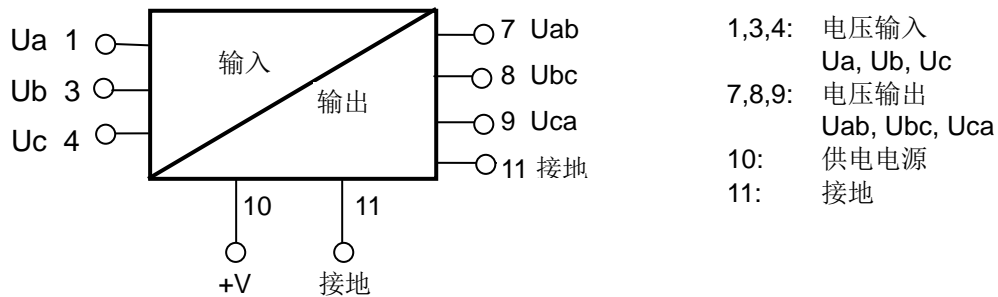 Ua 1
Ub 3
Uc 4
输入
输出
7 Uab
8 Ubc
9 Uca
11 接地
10
11
+V
接地
1,3,4: 电压输入
Ua, Ub, Uc
7,8,9: 电压输出
Uab, Ubc, Uca
10: 供电电源
11: 接地